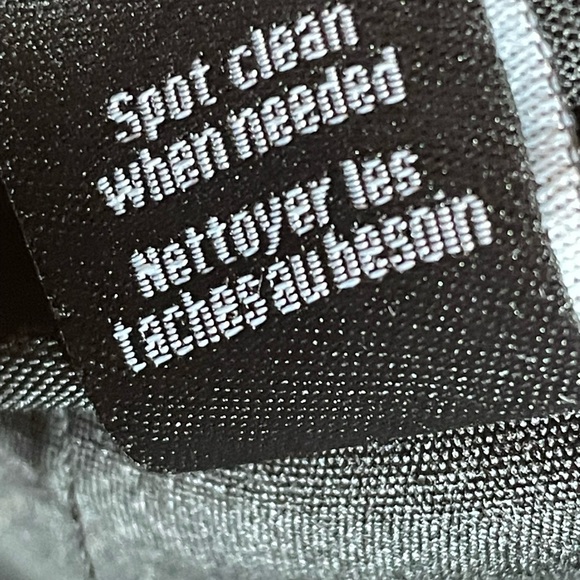 Spot clean
when needed
Nettoyer les
taches au besoin